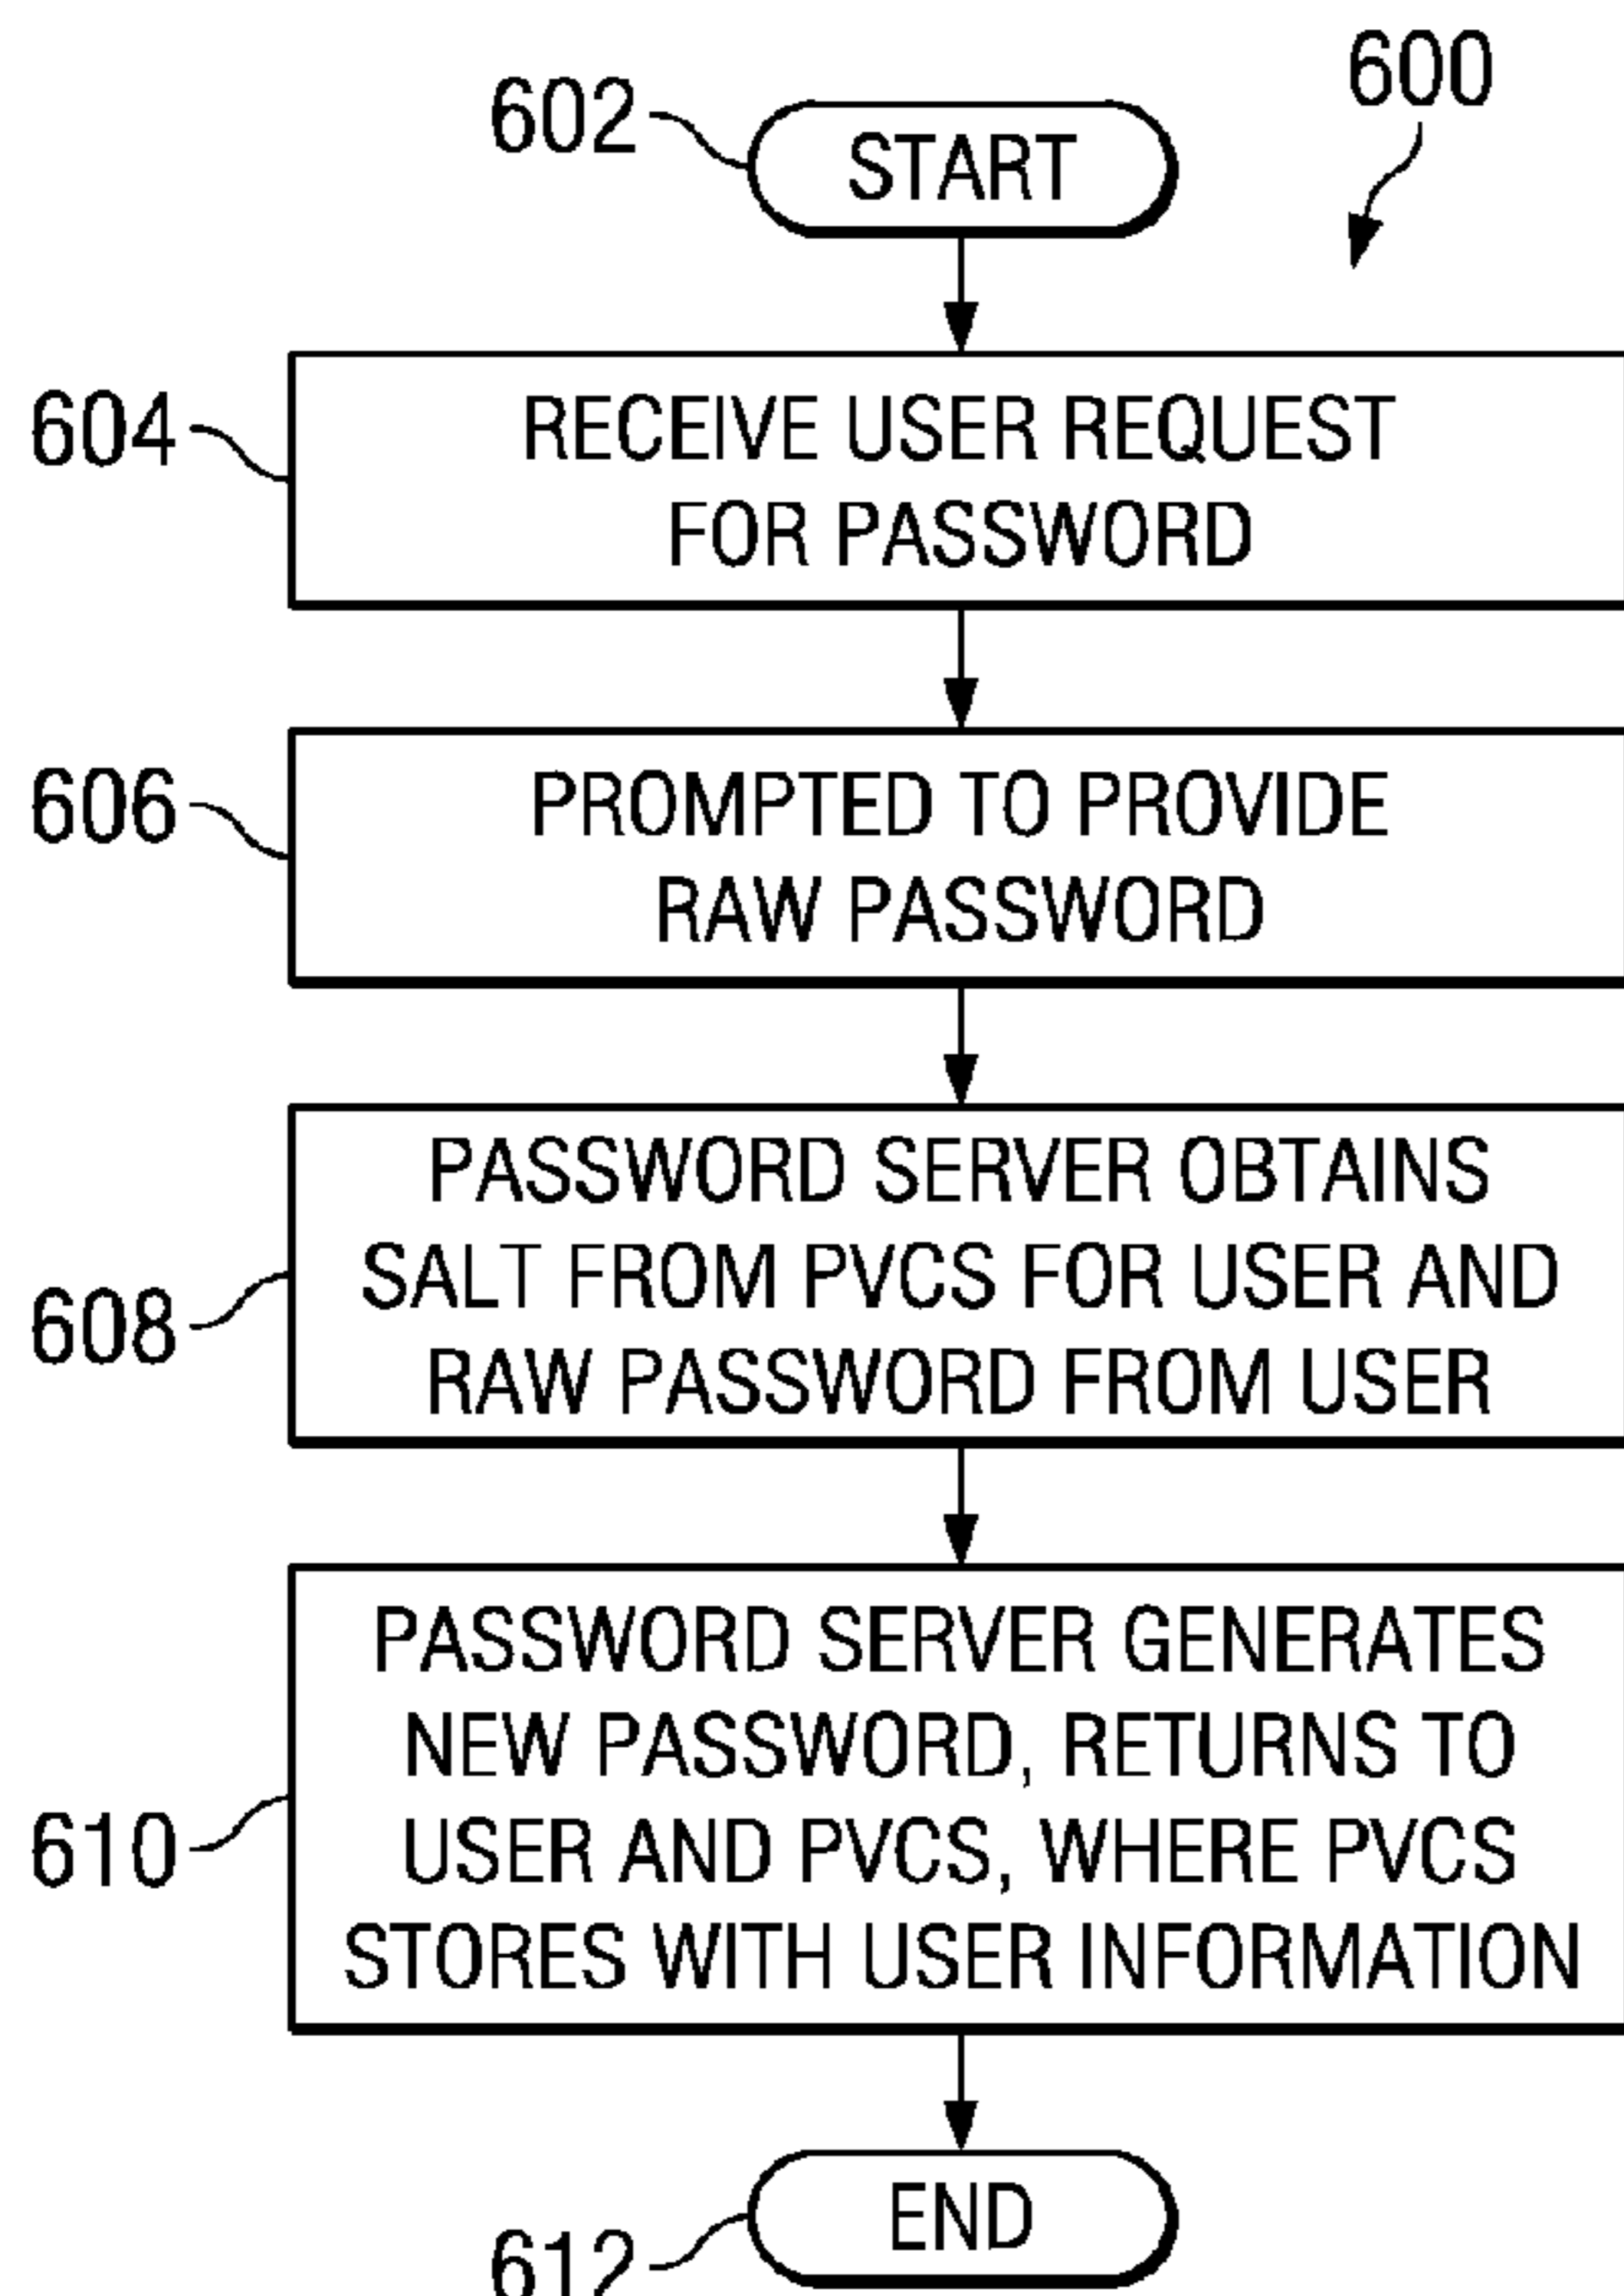 600
602
START
604
RECEIVE USER REQUEST
FOR PASSWORD
606
PROMPTED TO PROVIDE
RAW PASSWORD
PASSWORD SERVER OBTAINS
SALT FROM PVCS FOR USER AND
608
RAW PASSWORD FROM USER
PASSWORD SERVER GENERATES
NEW PASSWORD, RETURNS TO
610
USER AND PVCS, WHERE PVCS
STORES WITH USER INFORMATION
END
612